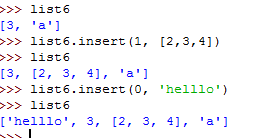 >>> list6
[3, 'a']
>>> list6.insert(1, [2,3,4])
>>> list6
[3, [2, 3, 4], 'a']
>>> list6.insert(0, 'helllo')
>>> list6
['helllo', 3, [2, 3, 4], 'a']
>>>